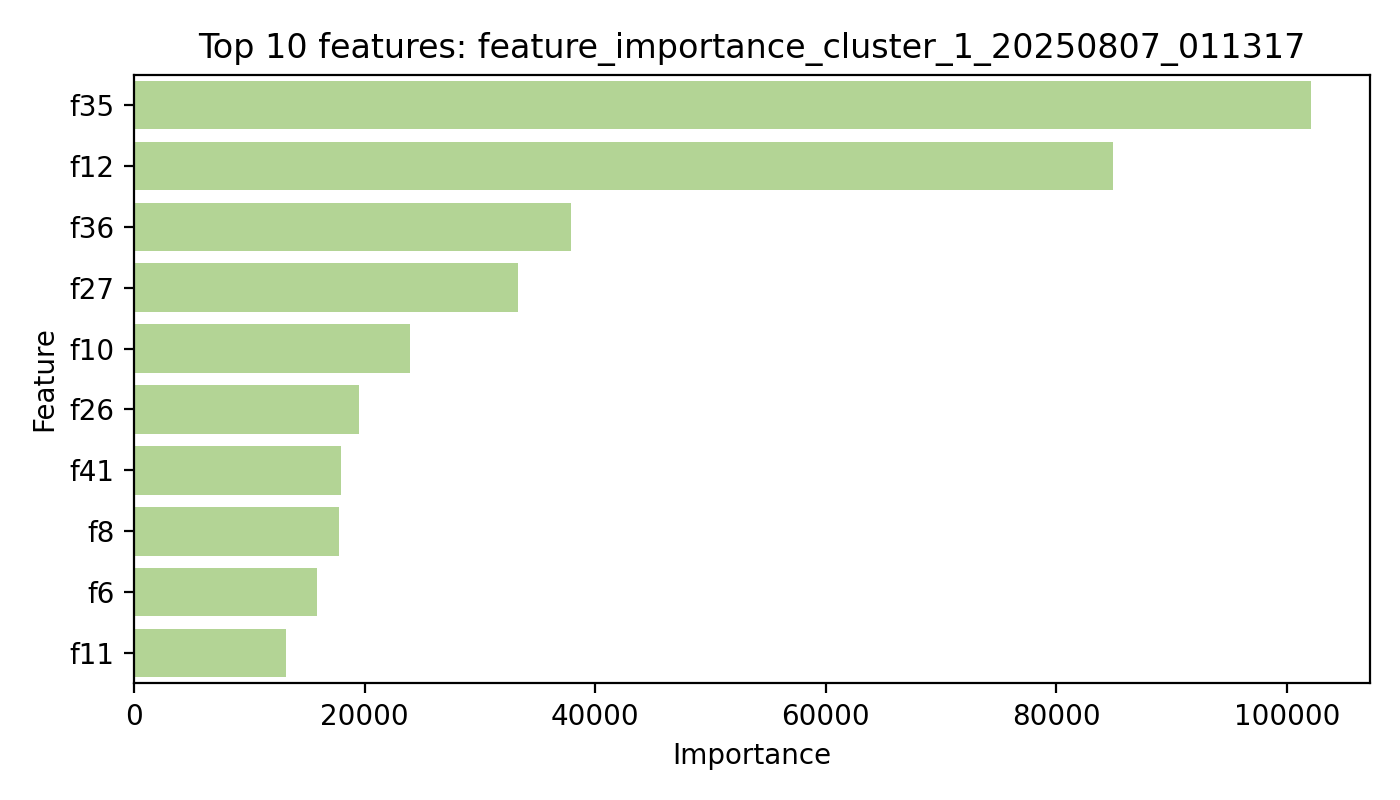 Top 10 features: feature_importance_cluster_1_20250807_011317
f35
f12
f36
f27
f10
f26
f41
f8
f6
f11
Feature
0 20000 40000 60000 80000 100000
Importance